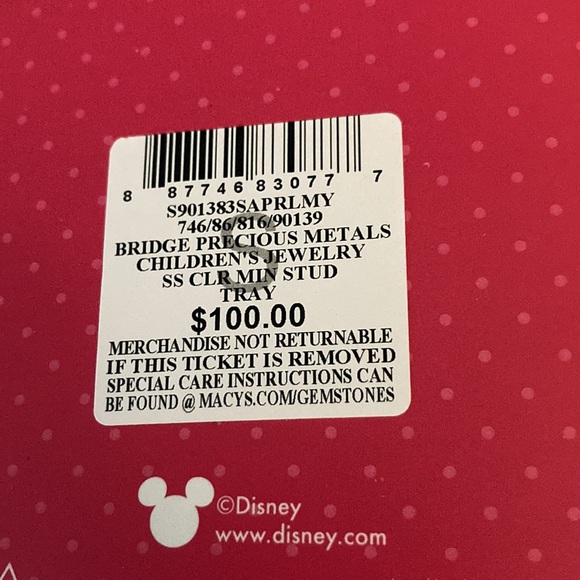 8 87746 83077 7
S901383SAPRLMY
746/86/816/90139
BRIDGE PRECIOUS METALS
CHILDREN'S JEWELRY
SS CLR MIN STUD
TRAY
S
$100.00
MERCHANDISE NOT RETURNABLE
IF THIS TICKET IS REMOVED
SPECIAL CARE INSTRUCTIONS CAN
BE FOUND @ MACYS.COM/GEMSTONES
©Disney
www.disney.com